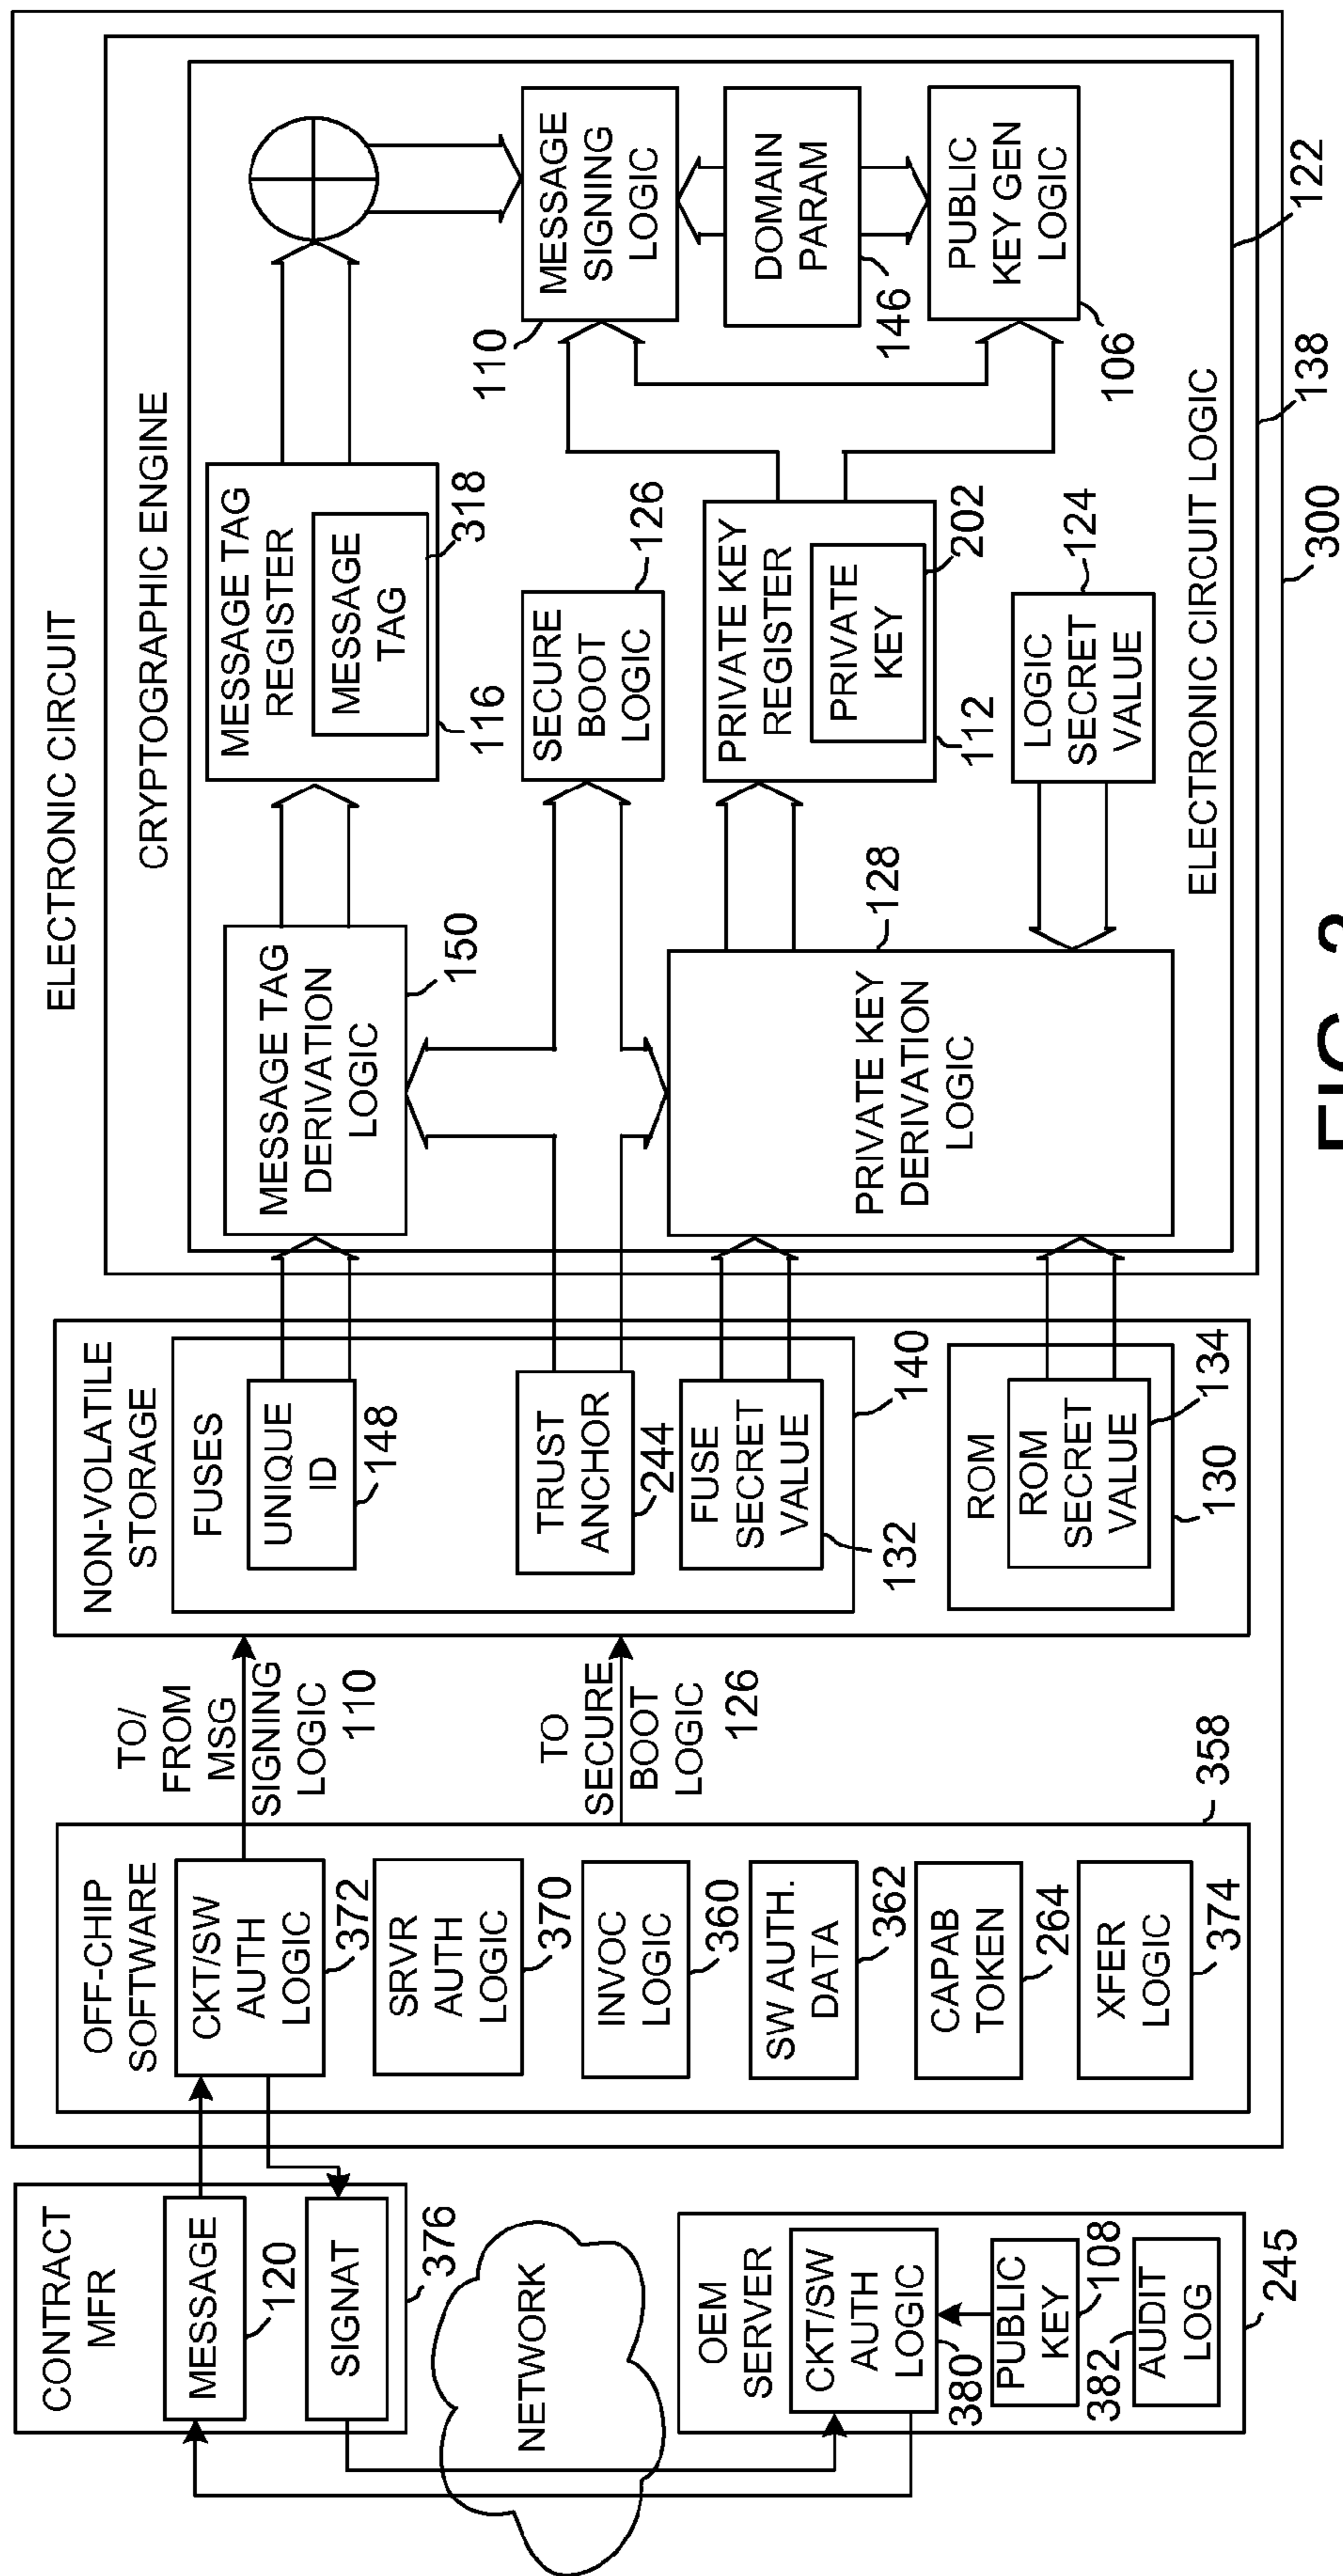 ELECTRONIC CIRCUIT
CRYPTOGRAPHIC ENGINE
NON-VOLATILE
STORAGE
OFF-CHIP
SOFTWARE
CONTRACT
MFR
MESSAGE
120
SIGNAT
376
NETWORK
OEM
SERVER
CKT/SW
AUTH
LOGIC
380
PUBLIC
KEY
108
382
AUDIT
LOG
245
CKT/SW
AUTH
LOGIC
372
SRVR
AUTH
LOGIC
370
INVOC
LOGIC
360
SW AUTH.
DATA
362
CAPAB
TOKEN
264
XFER
LOGIC
374
358
TO/
FROM
MSG
SIGNING
LOGIC
110
TO
SECURE
BOOT
LOGIC
126
FUSES
UNIQUE
ID
148
TRUST
ANCHOR
244
FUSE
SECRET
VALUE
132
140
ROM
ROM
SECRET
VALUE
134
130
MESSAGE TAG
DERIVATION
LOGIC
150
PRIVATE KEY
DERIVATION
LOGIC
128
MESSAGE TAG
REGISTER
MESSAGE
TAG
318
116
SECURE
BOOT
LOGIC
126
PRIVATE KEY
REGISTER
PRIVATE
KEY
202
112
LOGIC
SECRET
VALUE
124
MESSAGE
SIGNING
LOGIC
110
DOMAIN
PARAM
146
PUBLIC
KEY GEN
LOGIC
106
ELECTRONIC CIRCUIT LOGIC
122
138
300